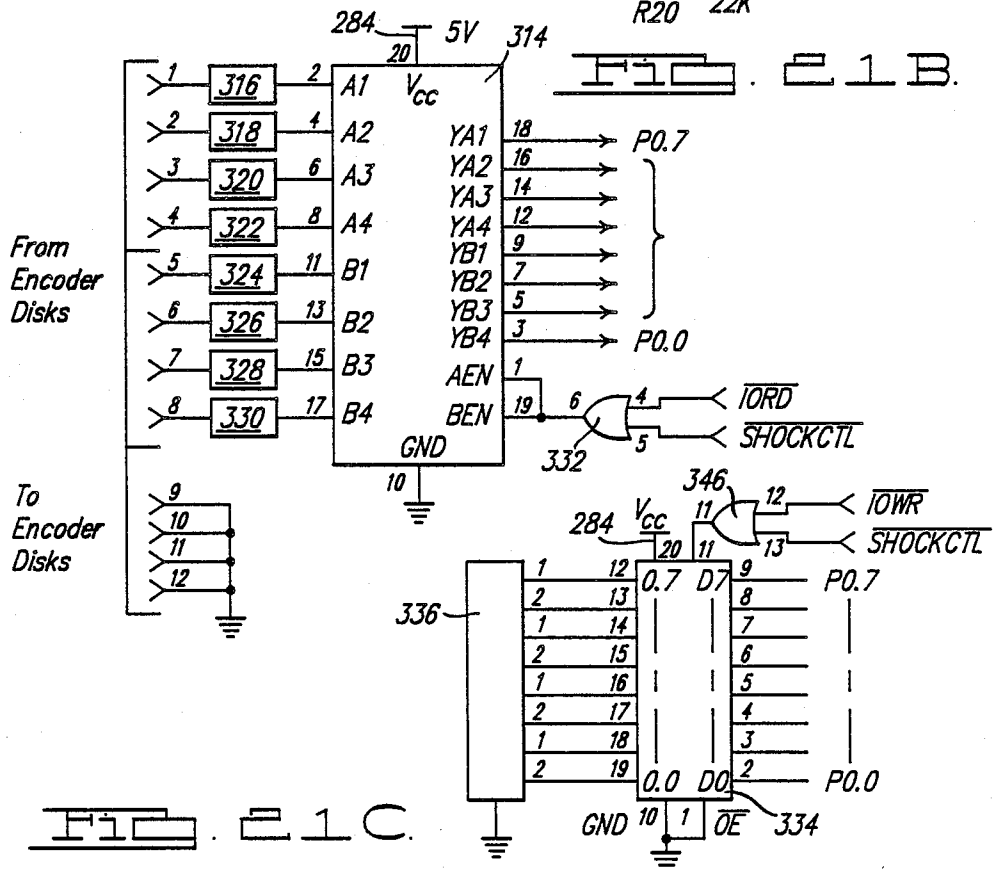 R20 22K
284 5V
20
314
FIG. 21B.
1 316 2 A1
Vcc
2 318 4 A2
3 320 6 A3
4 322 8 A4
5 324 11 B1
6 326 13 B2
7 328 15 B3
8 330 17 B4
YA1 18 P0.7
YA2 16
YA3 14
YA4 12
YB1 9
YB2 7
YB3 5
YB4 3 P0.0
AEN 1
BEN 19
6 4 IORD
5 SHOCKCTL
332
GND
10
From
Encoder
Disks
To
Encoder
Disks
9
10
11
12
346
12 IOWR
13 SHOCKCTL
11
284 Vcc
20 11
336
1 12 0.7 D7 9 P0.7
2 13 8
1 14 7
2 15 6
1 16 5
2 17 4
1 18 3
2 19 0.0 D0 2 P0.0
GND 10 1 OE 334
FIG. 21C.